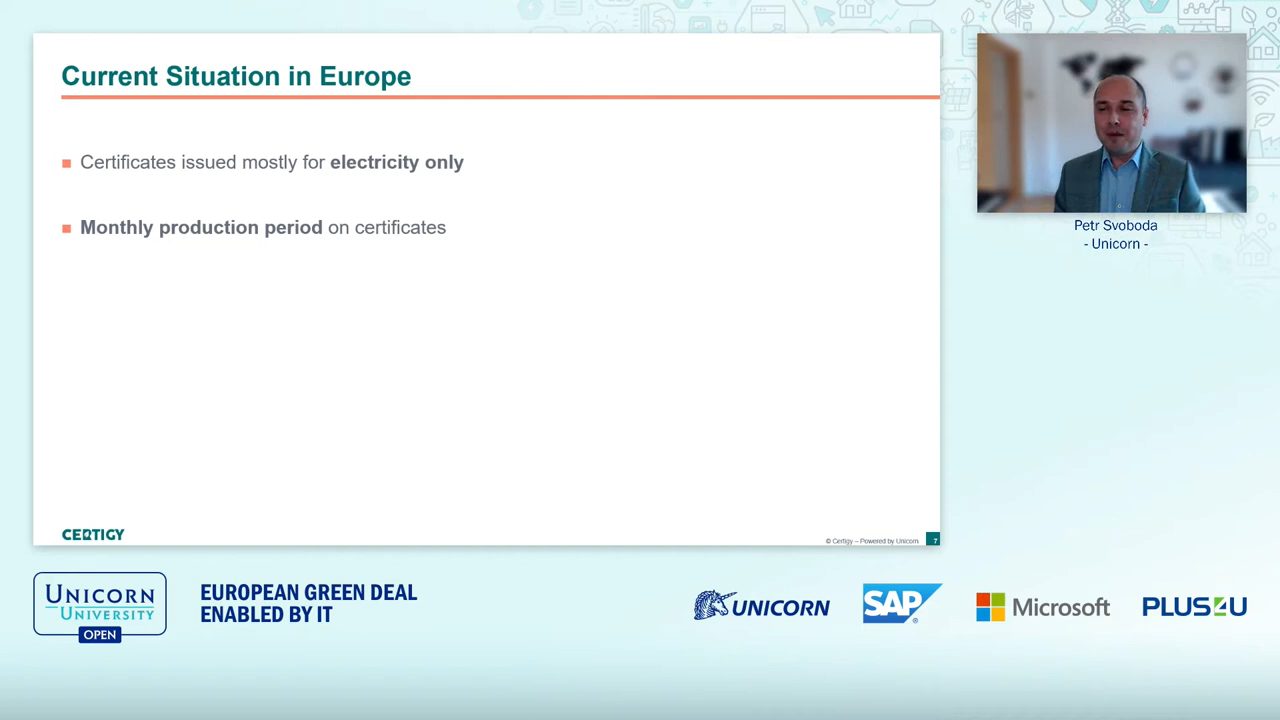 Current Situation in Europe
Certificates issued mostly for electricity only
Monthly production period on certificates
CERTIGY
© Certigy – Powered by Unicorn
7
Petr Svoboda
- Unicorn -
UNICORN
UNIVERSITY
OPEN
EUROPEAN GREEN DEAL
ENABLED BY IT
UNICORN
SAP
®
Microsoft
PLUS4U